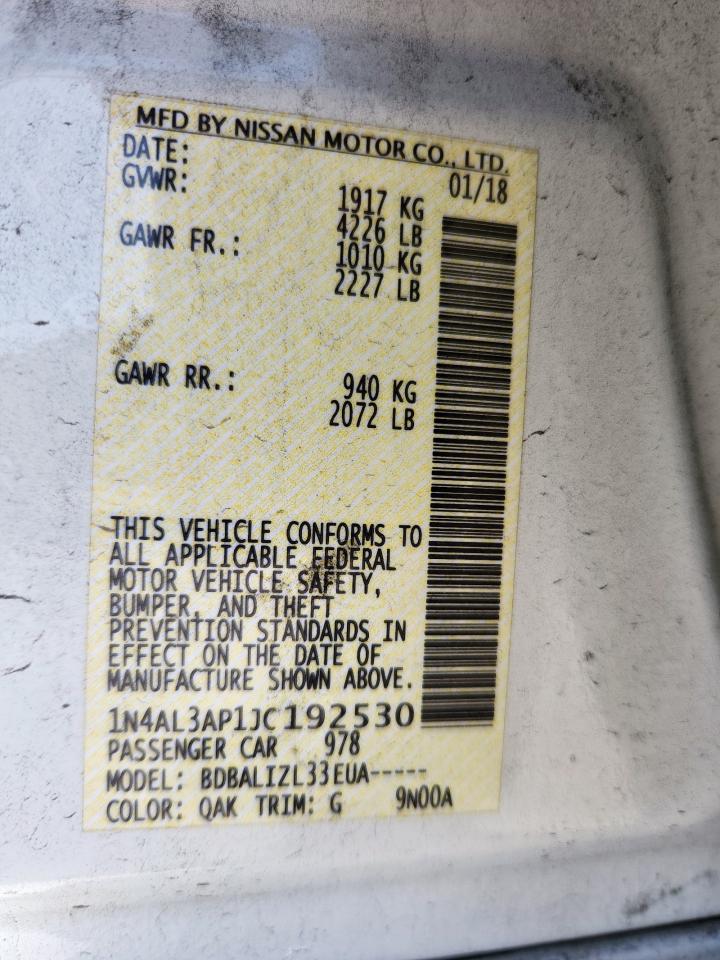 MFD BY NISSAN MOTOR CO., LTD.
DATE: 01/18
GVWR: 1917 KG
4226 LB
GAWR FR.: 1010 KG
2227 LB
GAWR RR.: 940 KG
2072 LB
THIS VEHICLE CONFORMS TO
ALL APPLICABLE FEDERAL
MOTOR VEHICLE SAFETY,
BUMPER, AND THEFT
PREVENTION STANDARDS IN
EFFECT ON THE DATE OF
MANUFACTURE SHOWN ABOVE.
1N4AL3AP1JC192530
PASSENGER CAR 978
MODEL: BDBALIZL33EUA-----
COLOR: QAK TRIM: G 9N00A